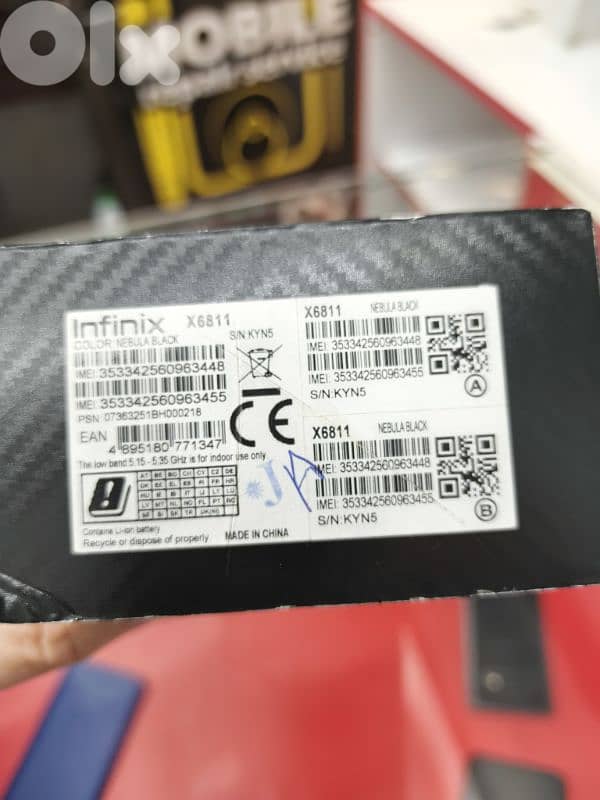 olx
MOBILE
repair service
Infinix X6811
COLOR: NEBULA BLACK
S/N:KYN5
IMEI: 353342560963448
IMEI: 353342560963455
PSN: 07363251BH000218
EAN
4 895180 771347
CE
The low band 5.15 - 5.35 GHz is for indoor use only
Contains Li-ion battery
Recycle or dispose of properly
MADE IN CHINA
X6811 NEBULA BLACK
IMEI: 353342560963448
IMEI: 353342560963455
S/N:KYN5
A
X6811 NEBULA BLACK
IMEI: 353342560963448
IMEI: 353342560963455
S/N:KYN5
B